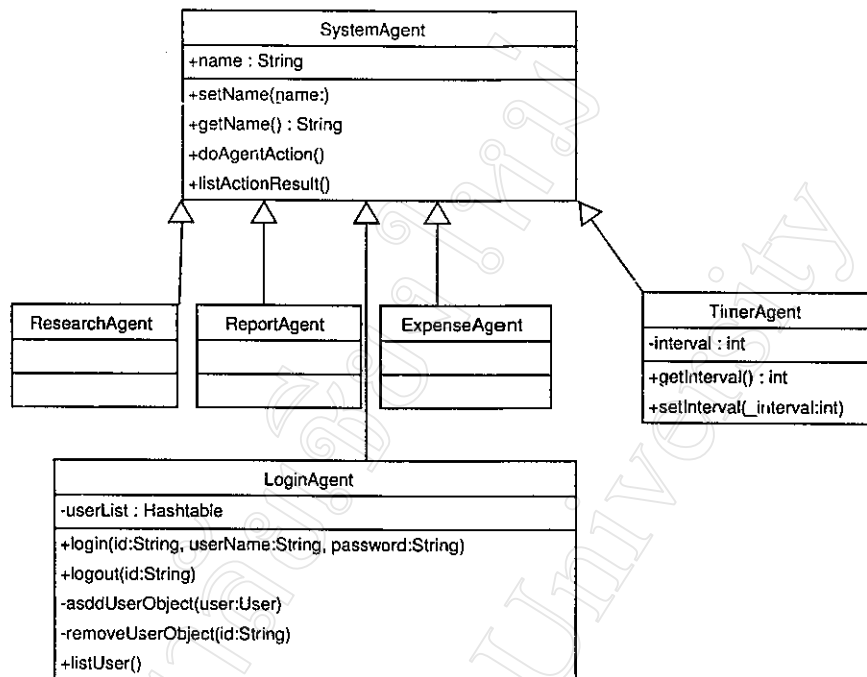 SystemAgent
+name : String
+setName(name:)
+getName() : String
+doAgentAction()
+listActionResult()
ResearchAgent
ReportAgent
ExpenseAgent
TimerAgent
-interval : int
+getInterval() : int
+setInterval(_interval:int)
LoginAgent
-userList : Hashtable
+login(id:String, userName:String, password:String)
+logout(id:String)
-asddUserObject(user:User)
-removeUserObject(id:String)
+listUser()
University